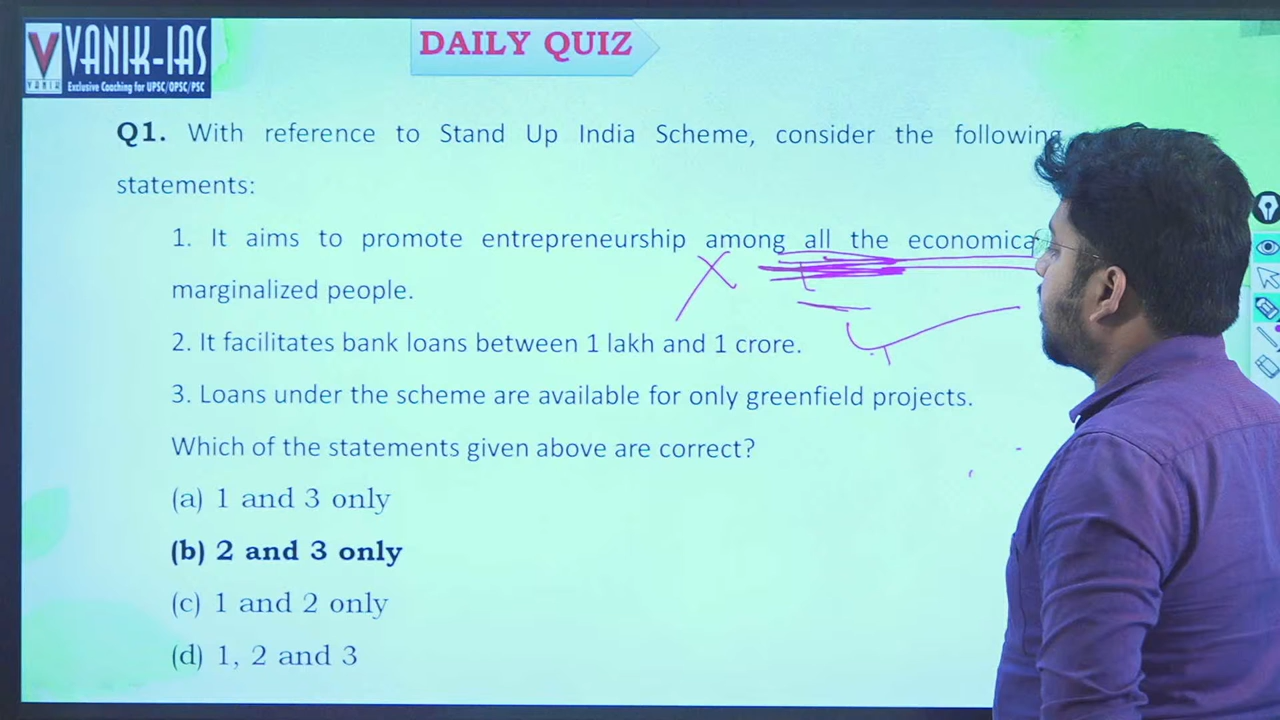 VANIK-IAS
Exclusive Coaching for UPSC/OPSC/PSC
VANIK
DAILY QUIZ
Q1. With reference to Stand Up India Scheme, consider the following
statements:
1. It aims to promote entrepreneurship among all the
marginalized people.
2. It facilitates bank loans between 1 lakh and 1 crore.
3. Loans under the scheme are available for only greenfield projects.
Which of the statements given above are correct?
(a) 1 and 3 only
(b) 2 and 3 only
(c) 1 and 2 only
(d) 1, 2 and 3